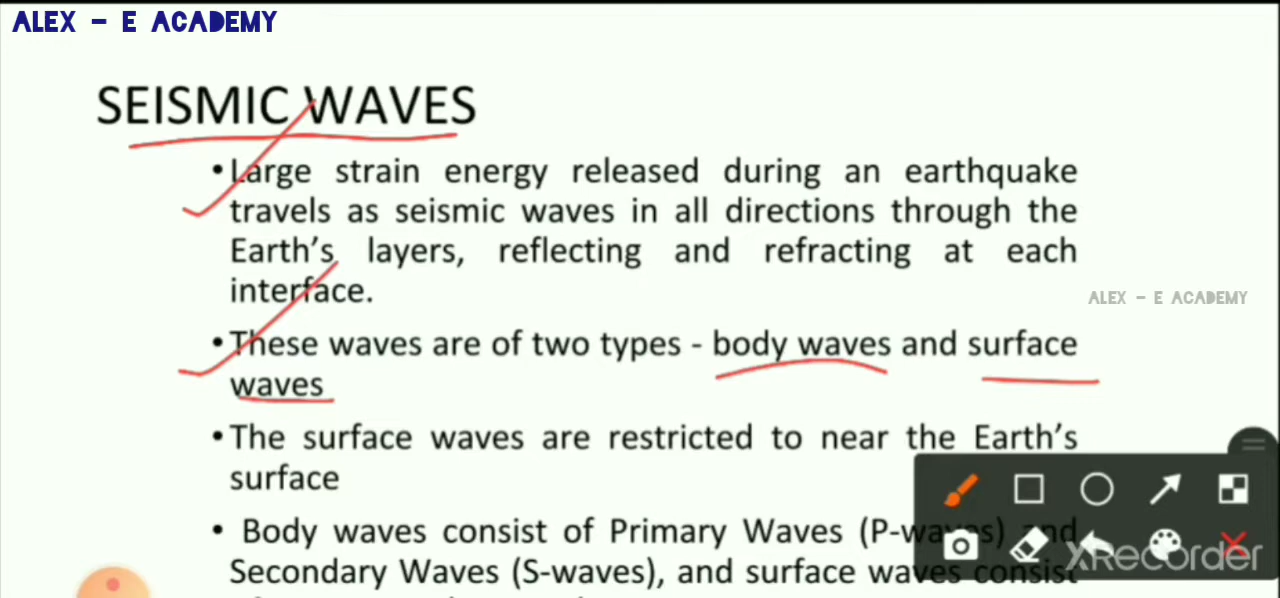 ALEX - E ACADEMY
SEISMIC WAVES
• Large strain energy released during an earthquake
travels as seismic waves in all directions through the
Earth's layers, reflecting and refracting at each
interface.
ALEX - E ACADEMY
• These waves are of two types - body waves and surface
waves
• The surface waves are restricted to near the Earth's
surface
• Body waves consist of Primary Waves (P-waves) and
Secondary Waves (S-waves), and surface waves consist
XRecorder